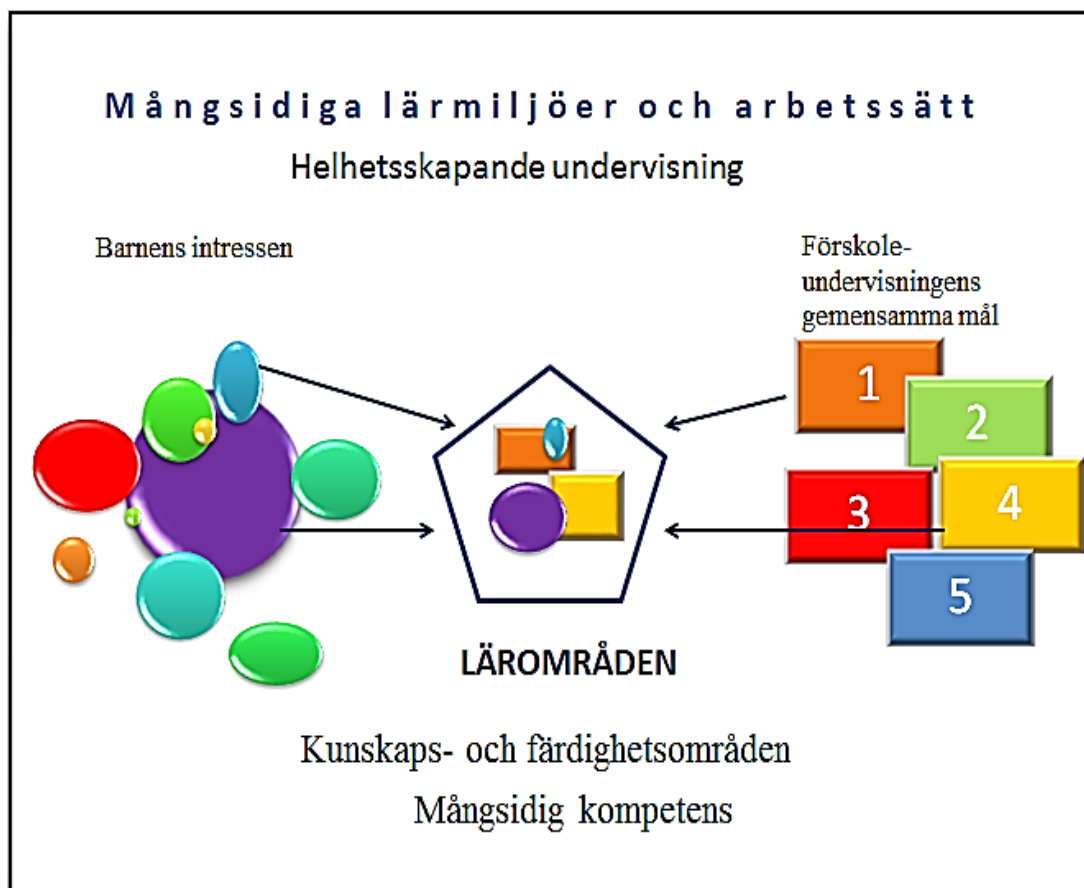 Mångsidiga lärmiljöer och arbetssätt
Helhetsskapande undervisning
Barnens intressen
Förskole-
undervisningens
gemensamma mål
1
2
3
4
5
LÄROMRÅDEN
Kunskaps- och färdighetsområden
Mångsidig kompetens